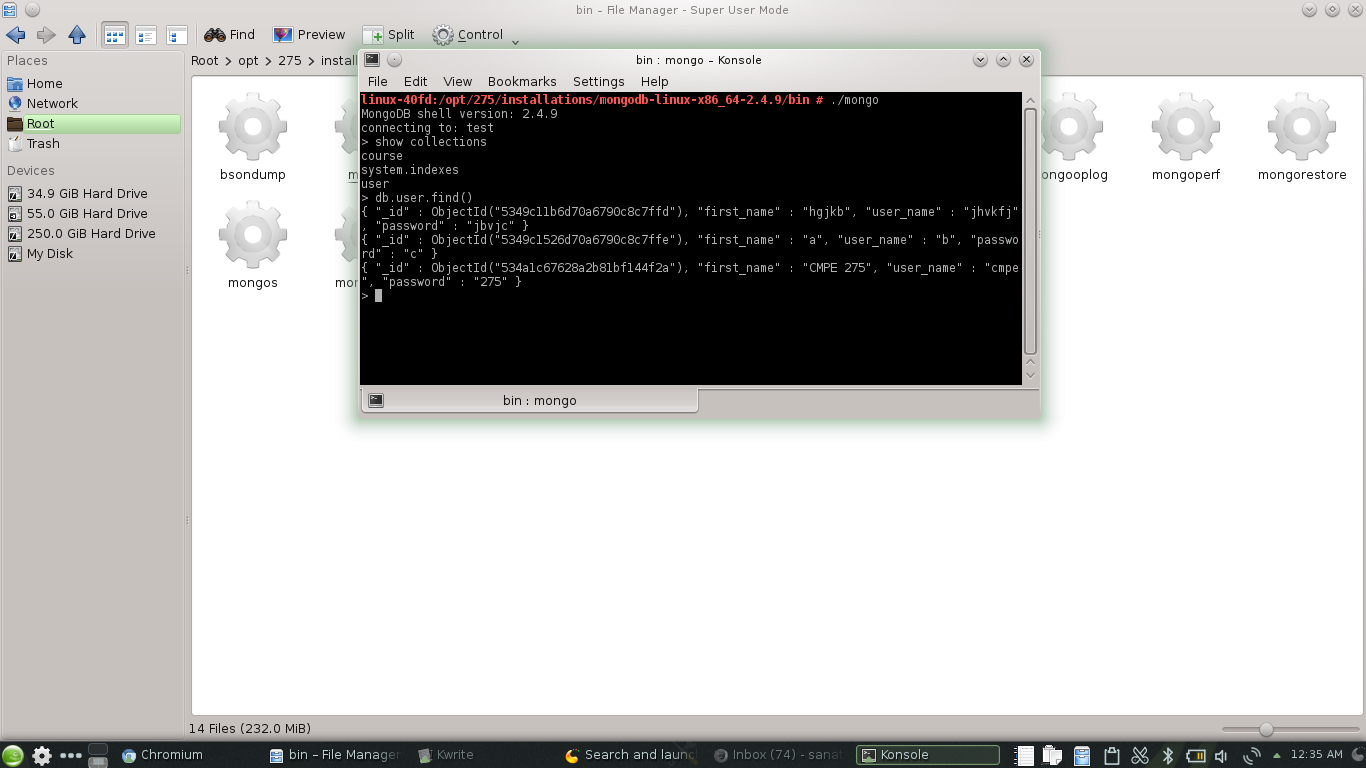 bin – File Manager - Super User Mode
Find Preview Split Control
Places
Home
Network
Root
Trash
Devices
34.9 GiB Hard Drive
55.0 GiB Hard Drive
250.0 GiB Hard Drive
My Disk
Root > opt > 275 >
bin : mongo – Konsole
File Edit View Bookmarks Settings Help
linux-40fd:/opt/275/installations/mongodb-linux-x86_64-2.4.9/bin # ./mongo
MongoDB shell version: 2.4.9
connecting to: test
> show collections
course
system.indexes
user
> db.user.find()
{ "_id" : ObjectId("5349c11b6d70a6790c8c7ffd"), "first_name" : "hgjkb", "user_name" : "jhvkfj"
, "password" : "jbvjc" }
{ "_id" : ObjectId("5349c1526d70a6790c8c7ffe"), "first_name" : "a", "user_name" : "b", "passwo
rd" : "c" }
{ "_id" : ObjectId("534a1c67628a2b81bf144f2a"), "first_name" : "CMPE 275", "user_name" : "cmpe
", "password" : "275" }
>
bin : mongo
bsondump mongoperf mongorestore
mongos
14 Files (232.0 MiB)
Chromium bin – File Manager Kwrite Search and Inbox (74) Konsole 12:35 AM